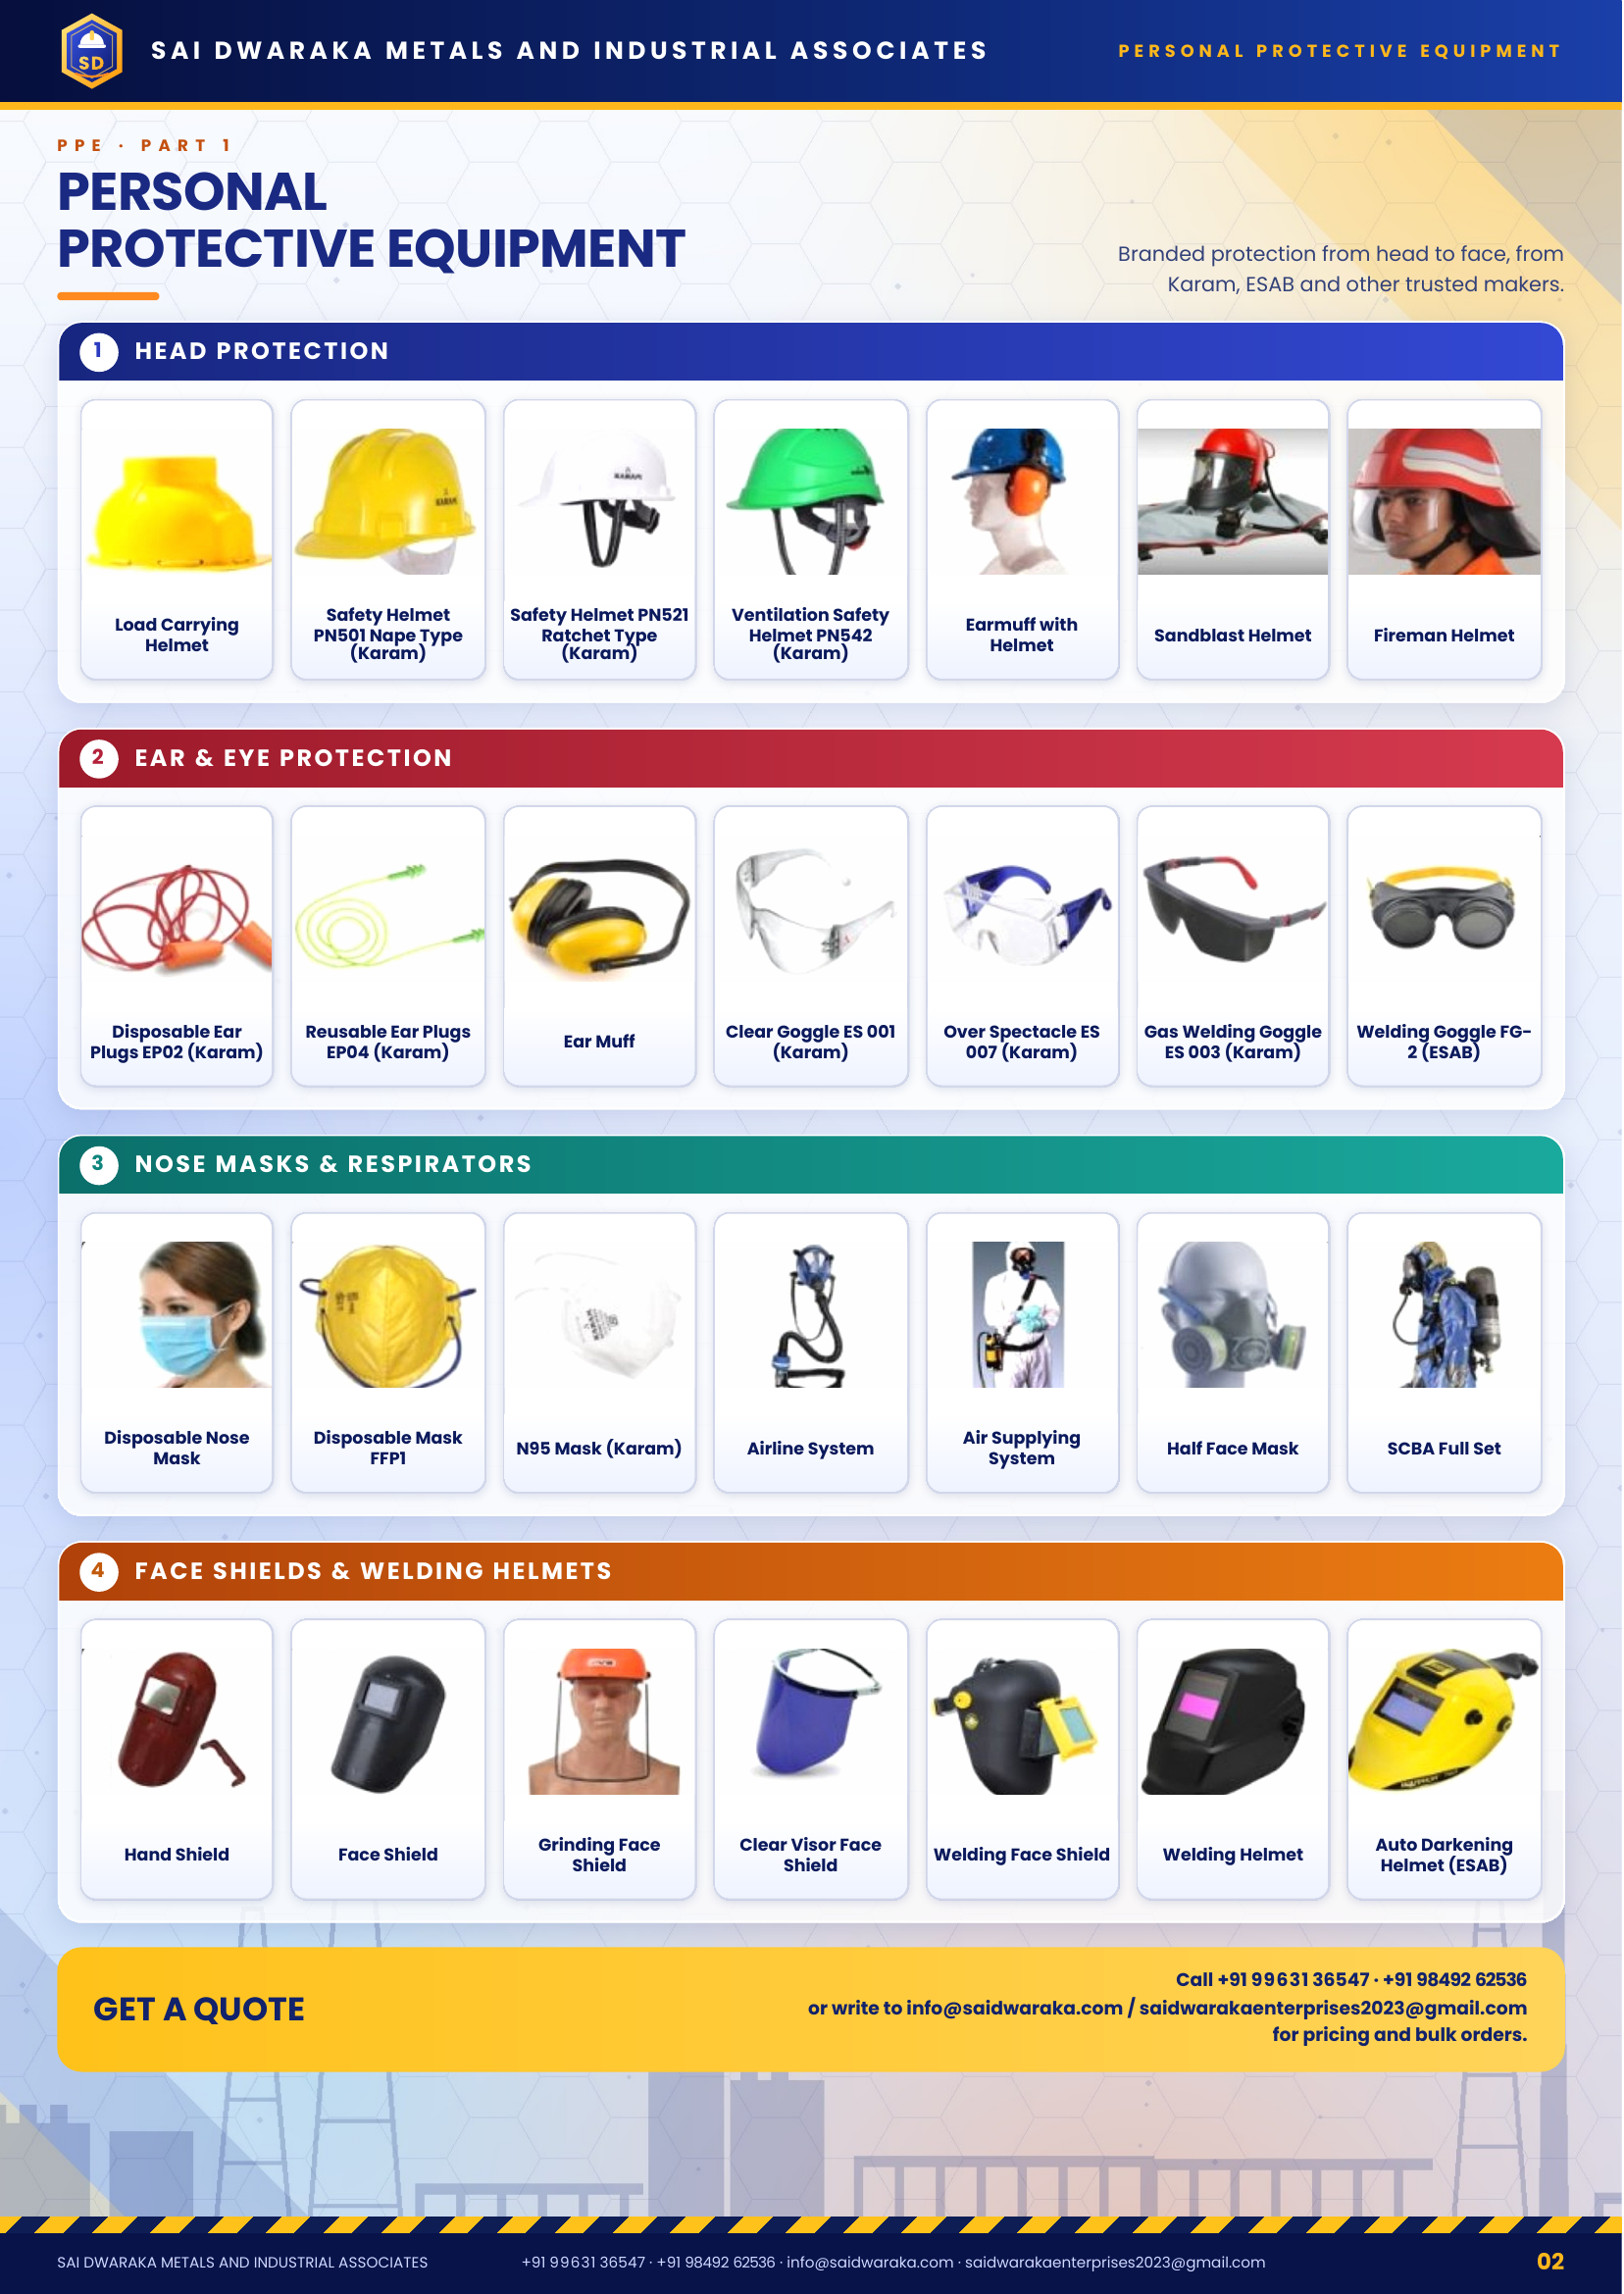 SD
SAI DWARAKA METALS AND INDUSTRIAL ASSOCIATES
PERSONAL PROTECTIVE EQUIPMENT
PPE · PART 1
PERSONAL
PROTECTIVE EQUIPMENT
Branded protection from head to face, from
Karam, ESAB and other trusted makers.
1 HEAD PROTECTION
KARAM
KARAM
Load Carrying
Helmet
Safety Helmet
PN501 Nape Type
(Karam)
Safety Helmet PN521
Ratchet Type
(Karam)
Ventilation Safety
Helmet PN542
(Karam)
Earmuff with
Helmet
Sandblast Helmet
Fireman Helmet
2 EAR & EYE PROTECTION
Disposable Ear
Plugs EP02 (Karam)
Reusable Ear Plugs
EP04 (Karam)
Ear Muff
Clear Goggle ES 001
(Karam)
Over Spectacle ES
007 (Karam)
Gas Welding Goggle
ES 003 (Karam)
Welding Goggle FG-
2 (ESAB)
3 NOSE MASKS & RESPIRATORS
Disposable Nose
Mask
Disposable Mask
FFP1
N95 Mask (Karam)
Airline System
Air Supplying
System
Half Face Mask
SCBA Full Set
4 FACE SHIELDS & WELDING HELMETS
Hand Shield
Face Shield
Grinding Face
Shield
Clear Visor Face
Shield
Welding Face Shield
Welding Helmet
Auto Darkening
Helmet (ESAB)
GET A QUOTE
Call +91 99631 36547 · +91 98492 62536
or write to info@saidwaraka.com / saidwarakaenterprises2023@gmail.com
for pricing and bulk orders.
SAI DWARAKA METALS AND INDUSTRIAL ASSOCIATES
+91 99631 36547 · +91 98492 62536 · info@saidwaraka.com · saidwarakaenterprises2023@gmail.com
02